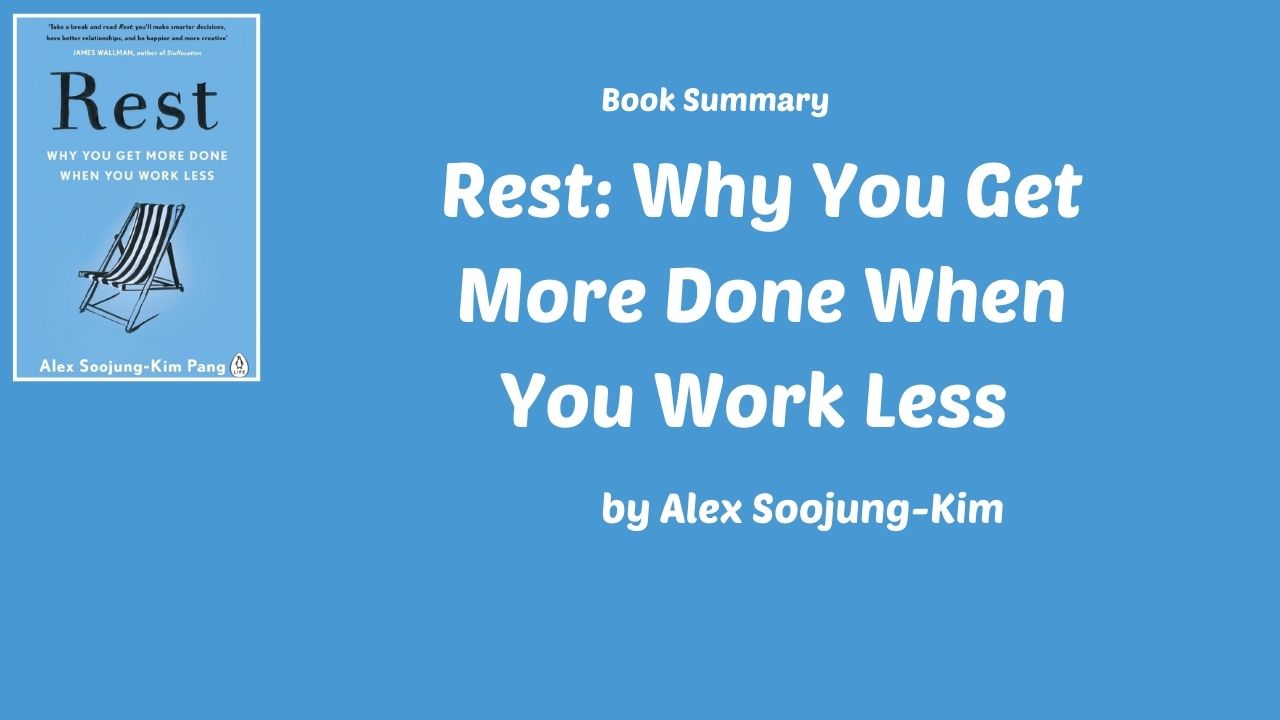 'Take a break and read Rest: you'll make smarter decisions,
have better relationships, and be happier and more creative'
JAMES WALLMAN, author of Stuffocation
Rest
WHY YOU GET MORE DONE
WHEN YOU WORK LESS
Alex Soojung-Kim Pang
LIFE
Book Summary
Rest: Why You Get
More Done When
You Work Less
by Alex Soojung-Kim